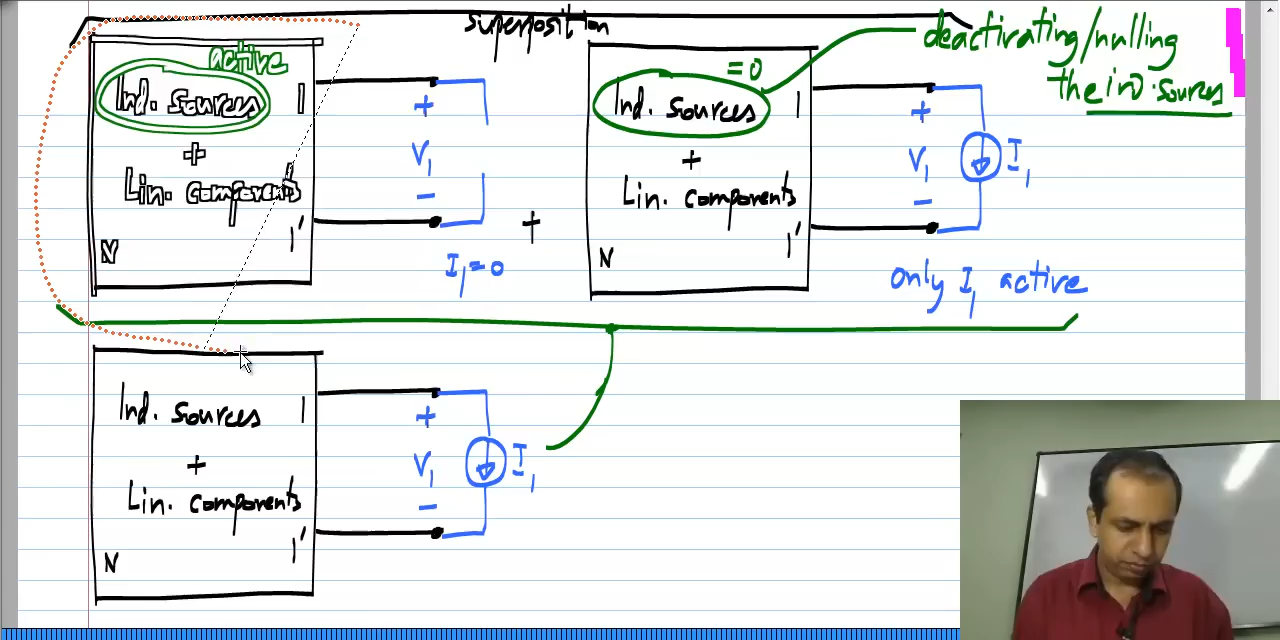 superposition
deactivating/nulling
the ind. sources
active
Ind. Sources 1
+
Lin. components
N 1'
+
V1
-
I1 = 0
+
= 0
Ind. Sources 1
+
Lin. components
N 1'
+
V1
-
I1
only I1 active
Ind. Sources 1
+
Lin. components
N 1'
+
V1
-
I1